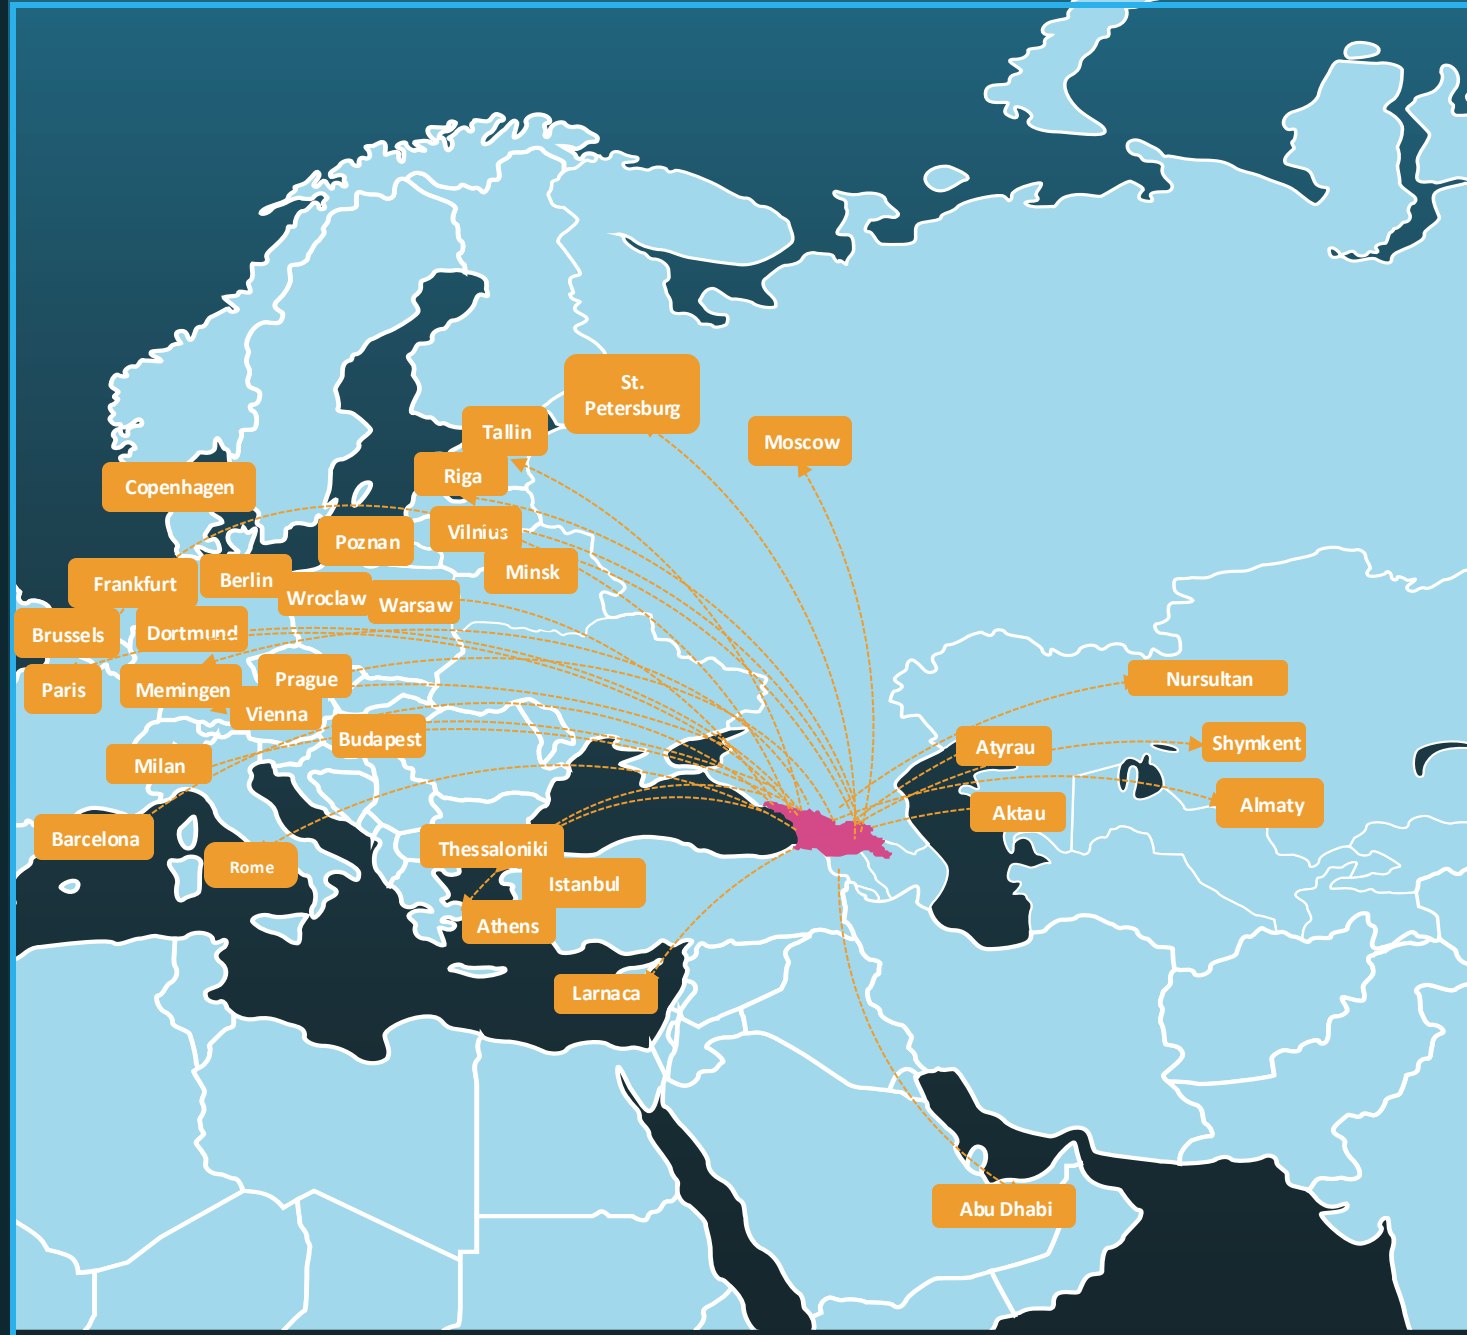 St.
Petersburg
Tallin
Moscow
Riga
Copenhagen
Vilnius
Poznan
Minsk
Frankfurt
Berlin
Wroclaw
Warsaw
Brussels
Dortmund
Prague
Nursultan
Paris
Memingen
Vienna
Budapest
Atyrau
Shymkent
Milan
Almaty
Aktau
Barcelona
Thessaloniki
Rome
Istanbul
Athens
Larnaca
Abu Dhabi